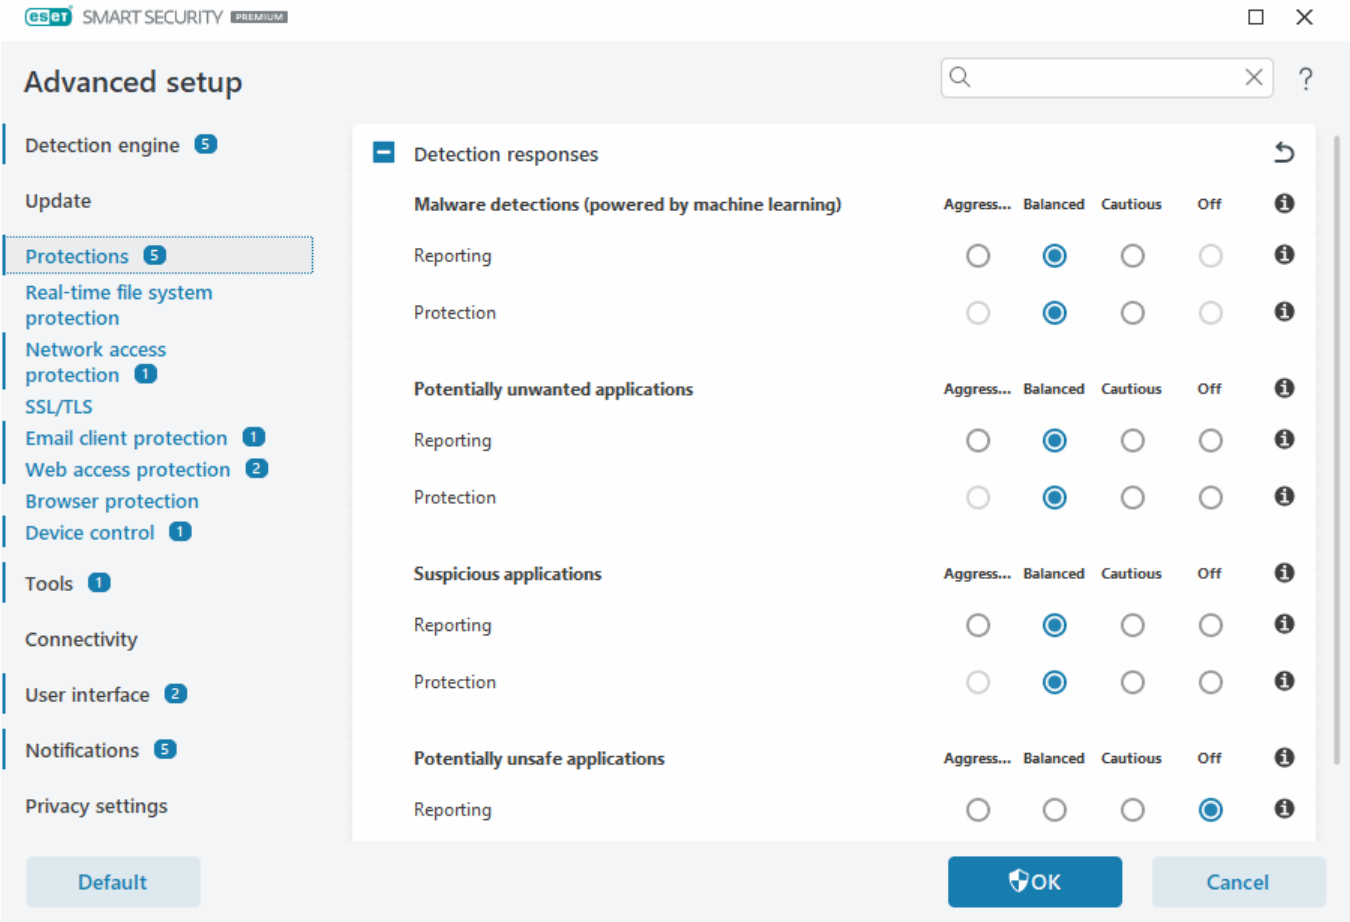 eseT SMART SECURITY PREMIUM
Advanced setup
?
Detection engine 5
Update
Protections 5
Real-time file system
protection
Network access
protection 1
SSL/TLS
Email client protection 1
Web access protection 2
Browser protection
Device control 1
Tools 1
Connectivity
User interface 2
Notifications 5
Privacy settings
Detection responses
Malware detections (powered by machine learning) Aggress... Balanced Cautious Off
Reporting
Protection
Potentially unwanted applications Aggress... Balanced Cautious Off
Reporting
Protection
Suspicious applications Aggress... Balanced Cautious Off
Reporting
Protection
Potentially unsafe applications Aggress... Balanced Cautious Off
Reporting
Default OK Cancel